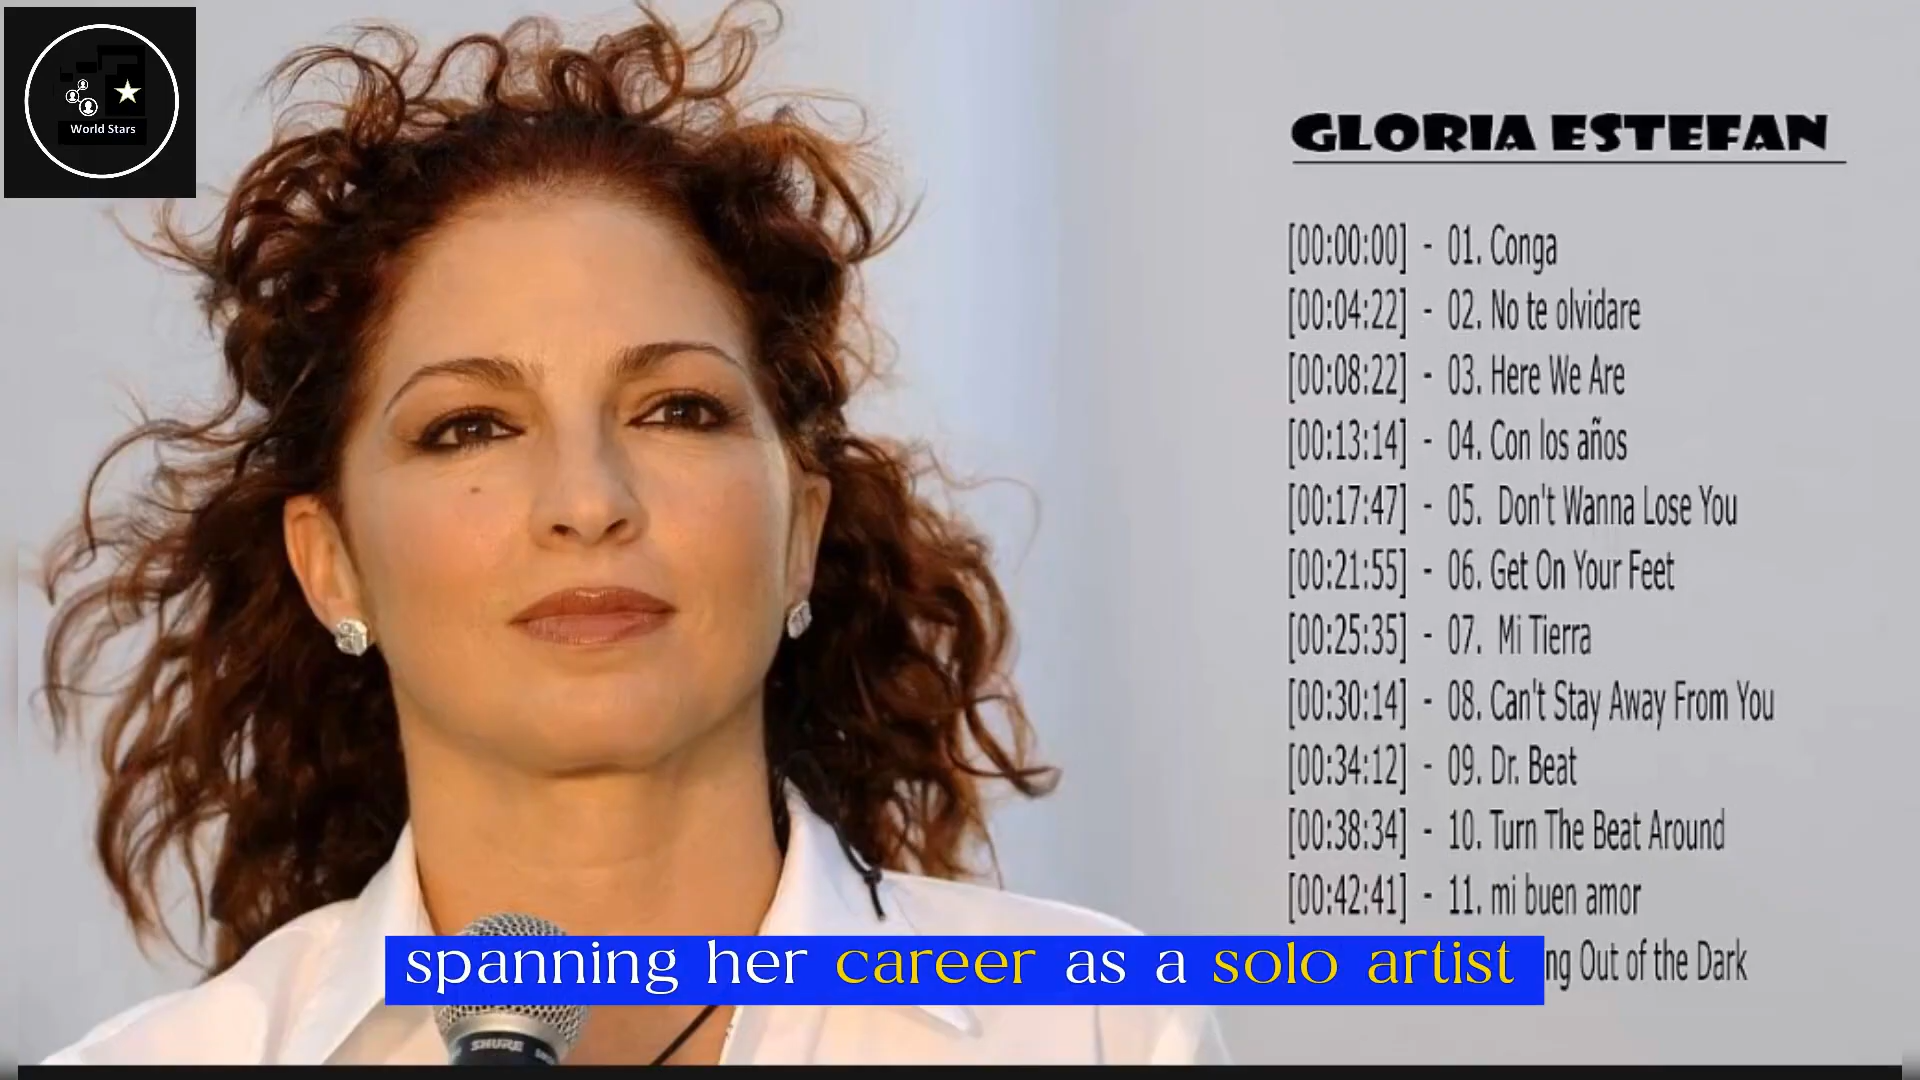 World Stars
GLORIA ESTEFAN
[00:00:00] - 01. Conga
[00:04:22] - 02. No te olvidare
[00:08:22] - 03. Here We Are
[00:13:14] - 04. Con los años
[00:17:47] - 05. Don't Wanna Lose You
[00:21:55] - 06. Get On Your Feet
[00:25:35] - 07. Mi Tierra
[00:30:14] - 08. Can't Stay Away From You
[00:34:12] - 09. Dr. Beat
[00:38:34] - 10. Turn The Beat Around
[00:42:41] - 11. mi buen amor
Out of the Dark
spanning her career as a solo artist
SHURE